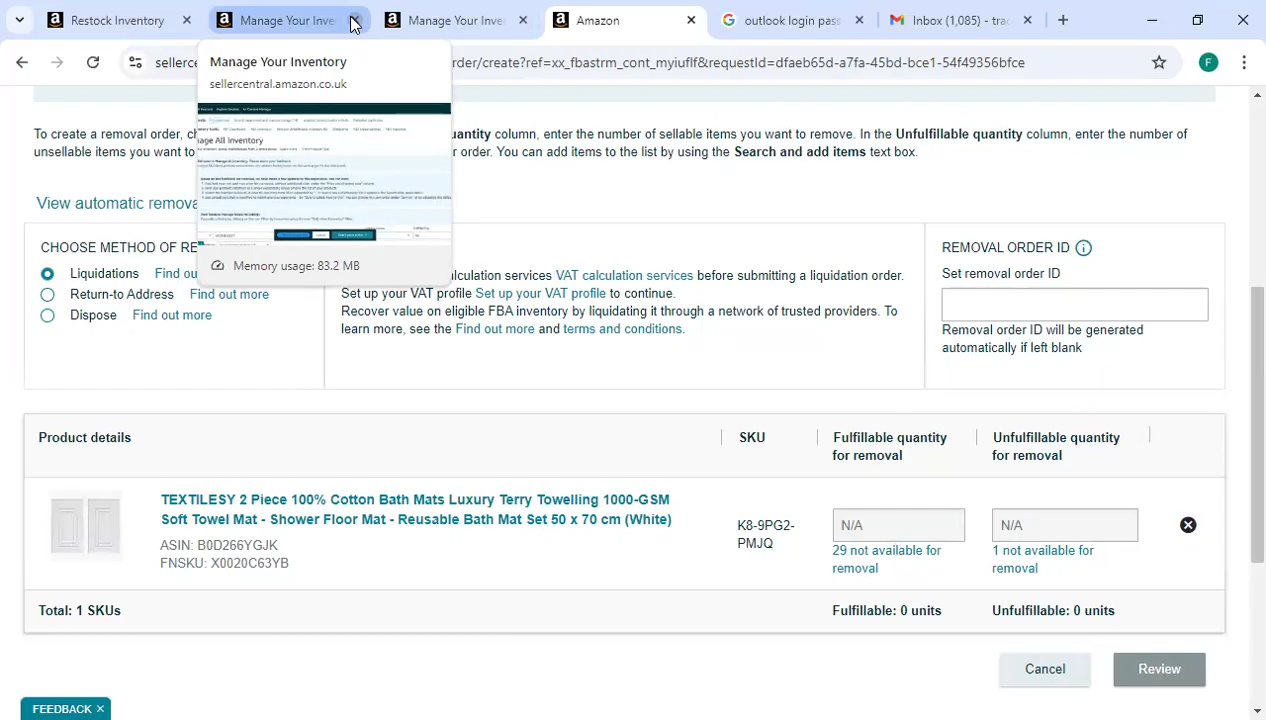 Restock Inventory
Manage Your Inve
Manage Your Inve
Amazon
outlook login pas
Inbox (1,085) - trac
sellerce
order/create?ref=xx_fbastrm_cont_myiuflf&requestId=dfaeb65d-a7fa-45bd-bce1-54f49356bfce
F
Manage Your Inventory
sellercentral.amazon.co.uk
age All Inventory
Memory usage: 83.2 MB
To create a removal order, ch
quantity column, enter the number of sellable items you want to remove. In the Unfulfillable quantity column, enter the number of
unsellable items you want to
or order. You can add items to the list by using the Search and add items text box.
View automatic remova
CHOOSE METHOD OF RE
Liquidations Find ou
Return-to Address Find out more
Dispose Find out more
calculation services VAT calculation services before submitting a liquidation order.
Set up your VAT profile Set up your VAT profile to continue.
Recover value on eligible FBA inventory by liquidating it through a network of trusted providers. To
learn more, see the Find out more and terms and conditions.
REMOVAL ORDER ID
Set removal order ID
Removal order ID will be generated
automatically if left blank
Product details
SKU
Fulfillable quantity
for removal
Unfulfillable quantity
for removal
TEXTILESY 2 Piece 100% Cotton Bath Mats Luxury Terry Towelling 1000-GSM
Soft Towel Mat - Shower Floor Mat - Reusable Bath Mat Set 50 x 70 cm (White)
ASIN: B0D266YGJK
FNSKU: X0020C63YB
K8-9PG2-
PMJQ
N/A
29 not available for
removal
N/A
1 not available for
removal
Total: 1 SKUs
Fulfillable: 0 units
Unfulfillable: 0 units
Cancel
Review
FEEDBACK ×